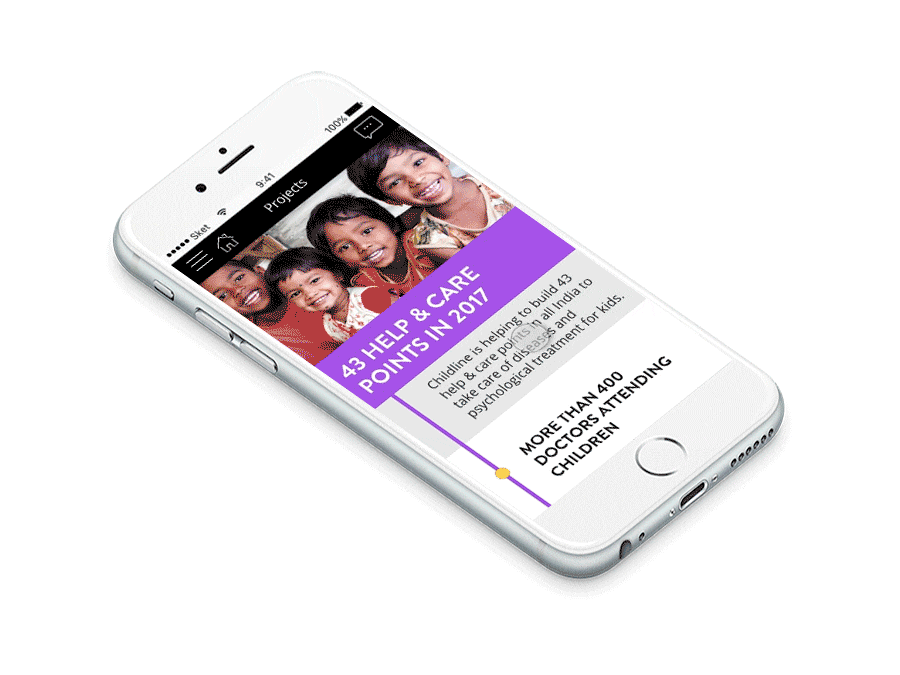 Sket
9:41
100%
Projects
43 HELP & CARE
POINTS IN 2017
Childline is helping to build 43
help & care points in all India to
take care of diseases and
psychological treatment for kids.
MORE THAN 400
DOCTORS ATTENDING
CHILDREN